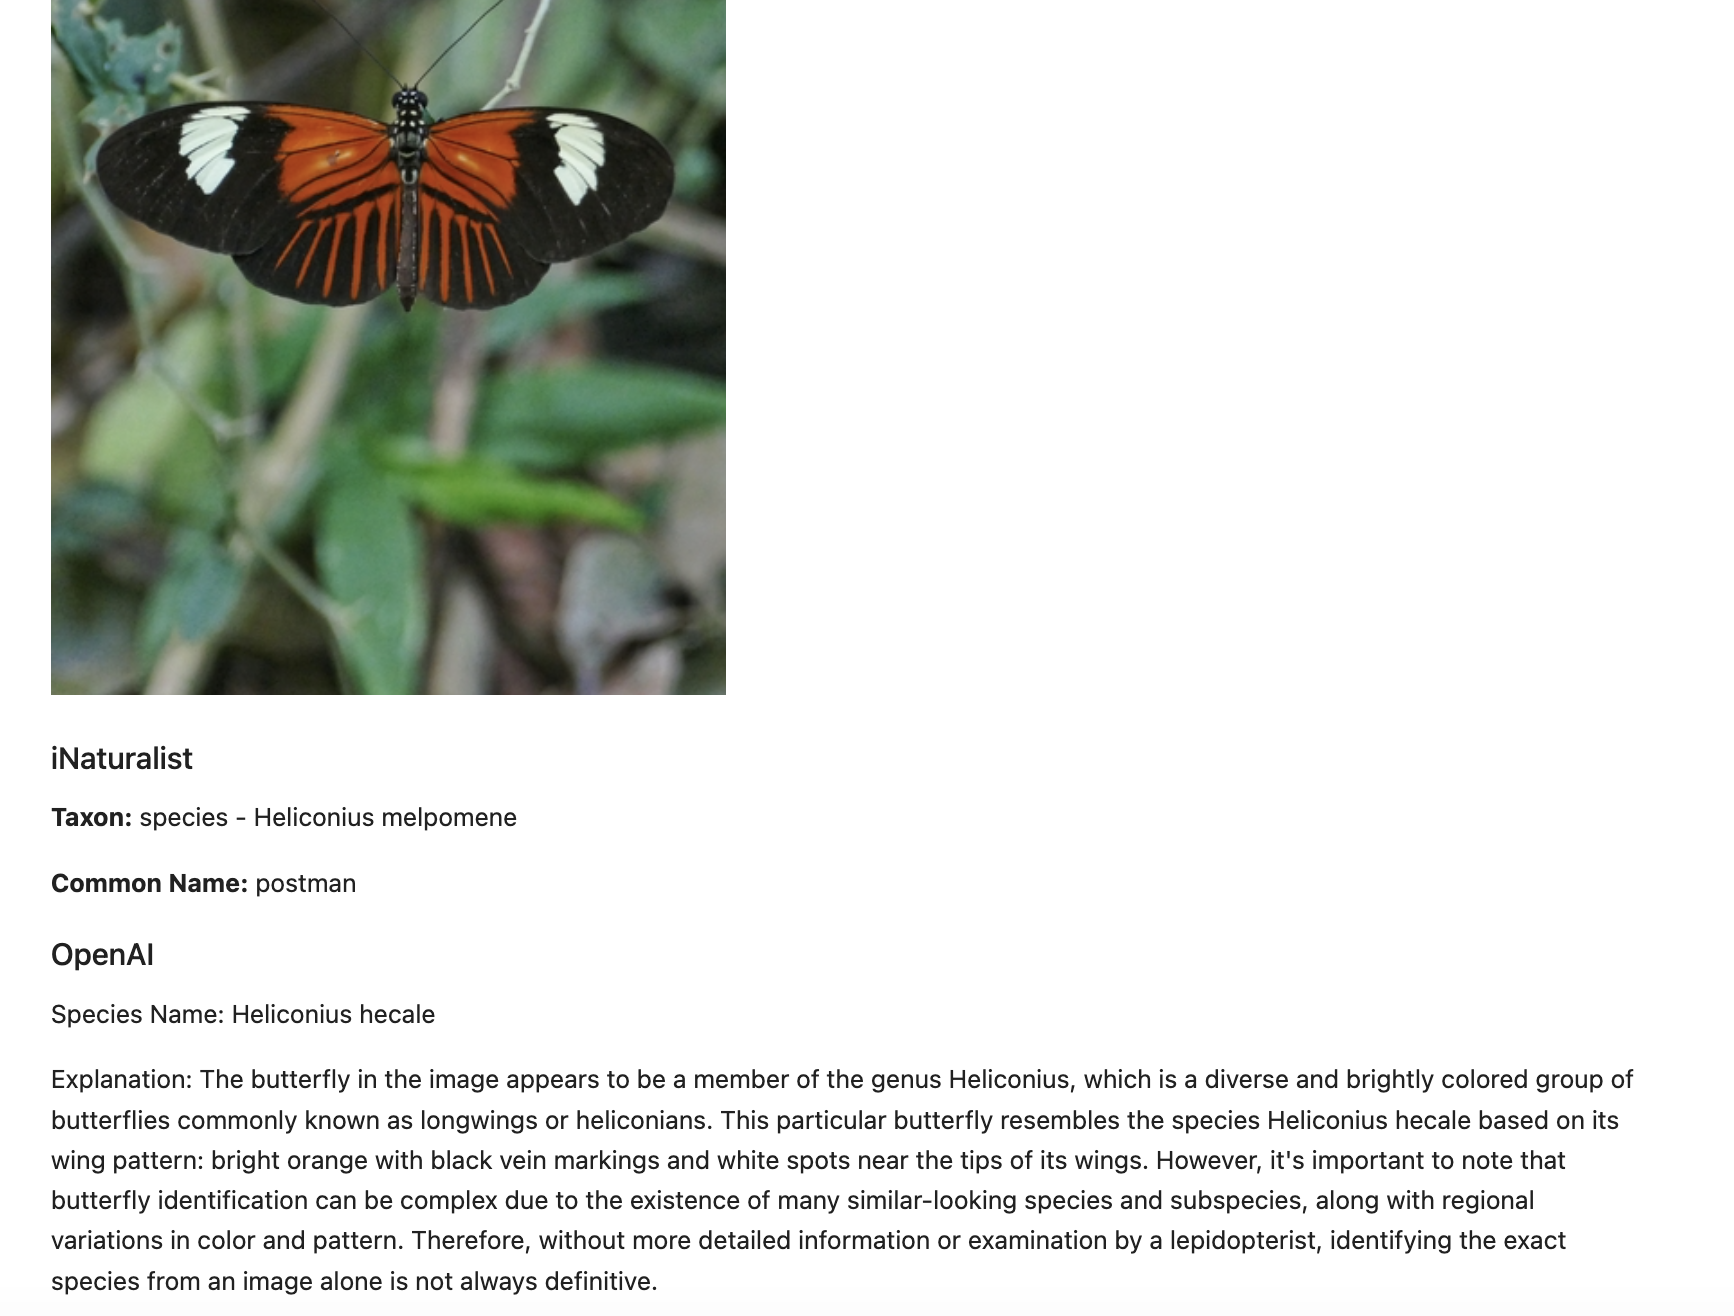 iNaturalist
Taxon: species - Heliconius melpomene
Common Name: postman
OpenAI
Species Name: Heliconius hecale
Explanation: The butterfly in the image appears to be a member of the genus Heliconius, which is a diverse and brightly colored group of
butterflies commonly known as longwings or heliconians. This particular butterfly resembles the species Heliconius hecale based on its
wing pattern: bright orange with black vein markings and white spots near the tips of its wings. However, it's important to note that
butterfly identification can be complex due to the existence of many similar-looking species and subspecies, along with regional
variations in color and pattern. Therefore, without more detailed information or examination by a lepidopterist, identifying the exact
species from an image alone is not always definitive.